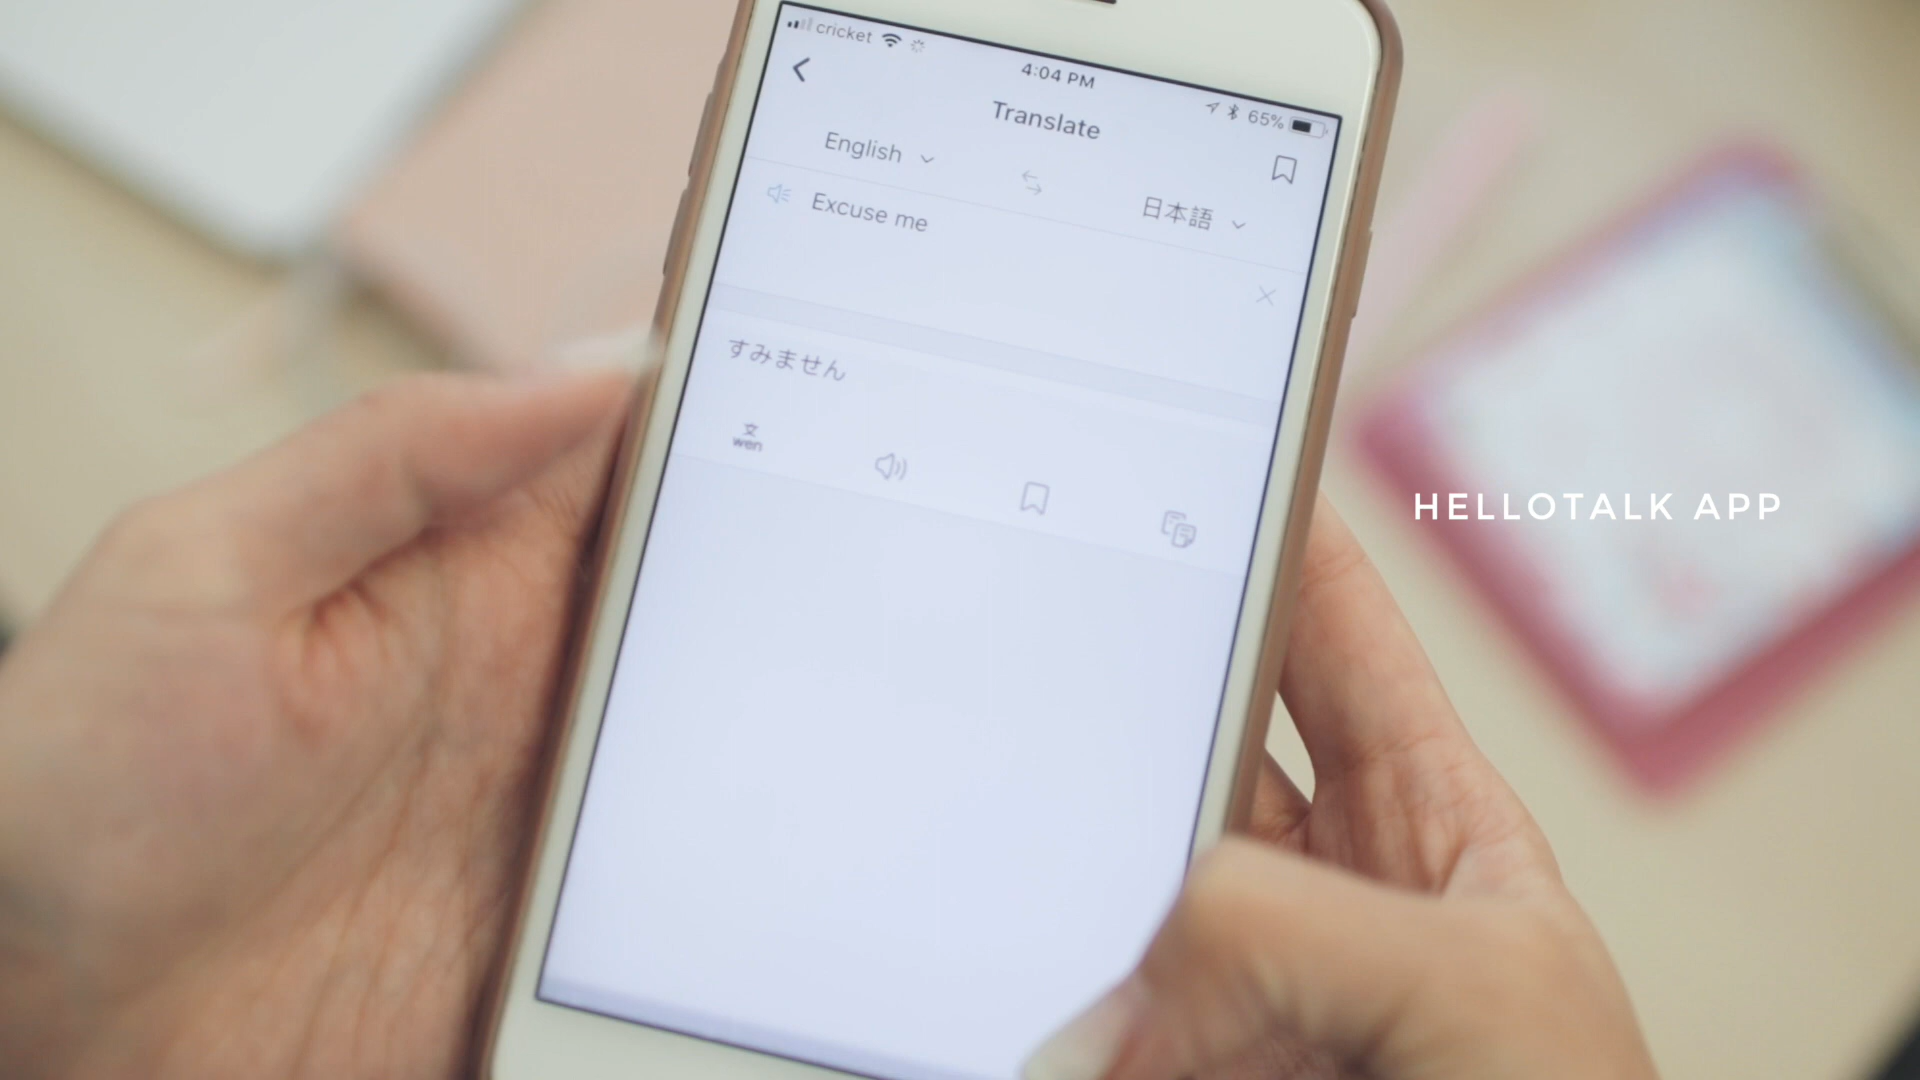 cricket
4:04 PM
65%
Translate
English
日本語
Excuse me
すみません
文
wen
HELLOTALK APP